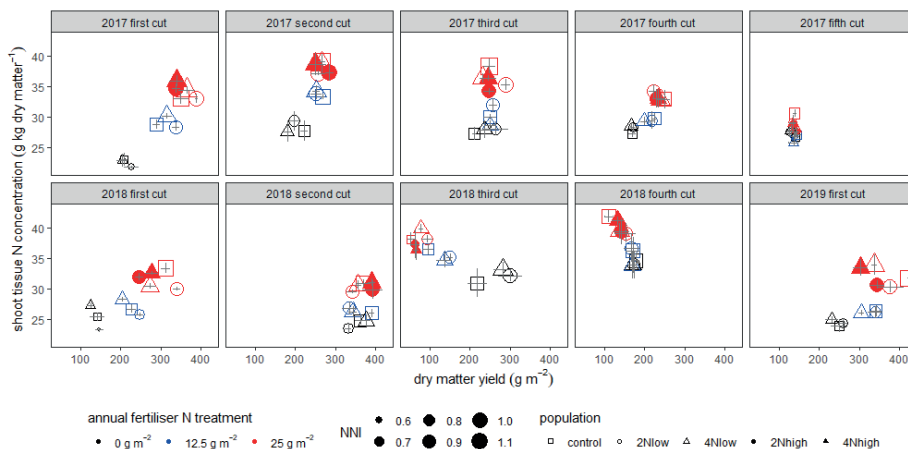 2017 first cut 2017 second cut 2017 third cut 2017 fourth cut 2017 fifth cut
40
35
30
25
2018 first cut 2018 second cut 2018 third cut 2018 fourth cut 2019 first cut
40
35
30
25
shoot tissue N concentration (g kg dry matter⁻¹)
0 100 200 300 400 0 100 200 300 400 0 100 200 300 400 0 100 200 300 400 0 100 200 300 400
dry matter yield (g m⁻²)
annual fertiliser N treatment
0 g m⁻² 12.5 g m⁻² 25 g m⁻²
NNI
0.6 0.8 1.0
0.7 0.9 1.1
population
control 2Nlow 4Nlow 2Nhigh 4Nhigh